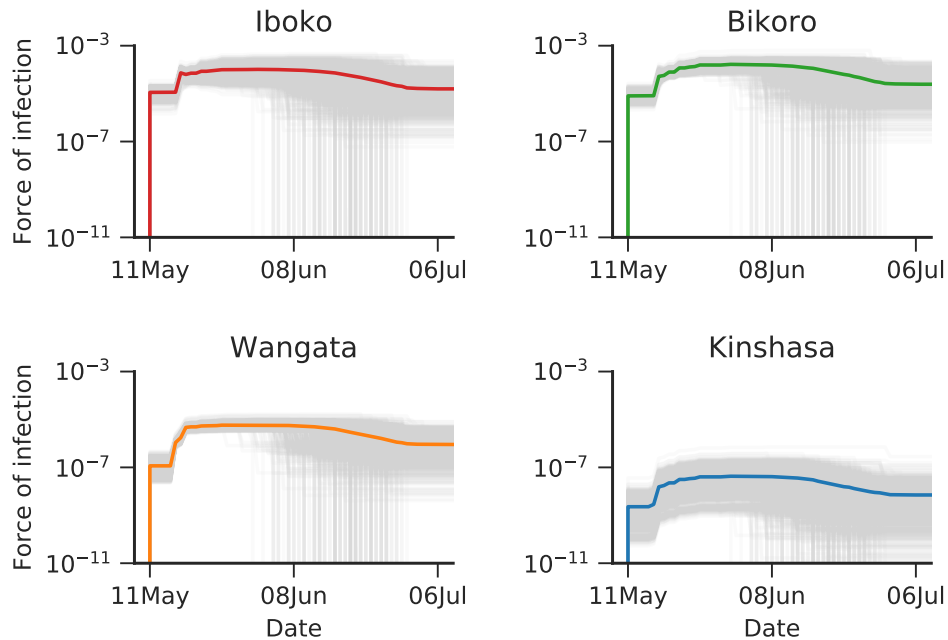 Iboko
Bikoro
Force of infection
10⁻³
10⁻⁷
10⁻¹¹
11May 08Jun 06Jul
10⁻³
10⁻⁷
10⁻¹¹
11May 08Jun 06Jul
Wangata
Kinshasa
Force of infection
10⁻³
10⁻⁷
10⁻¹¹
11May 08Jun 06Jul
Date
10⁻³
10⁻⁷
10⁻¹¹
11May 08Jun 06Jul
Date